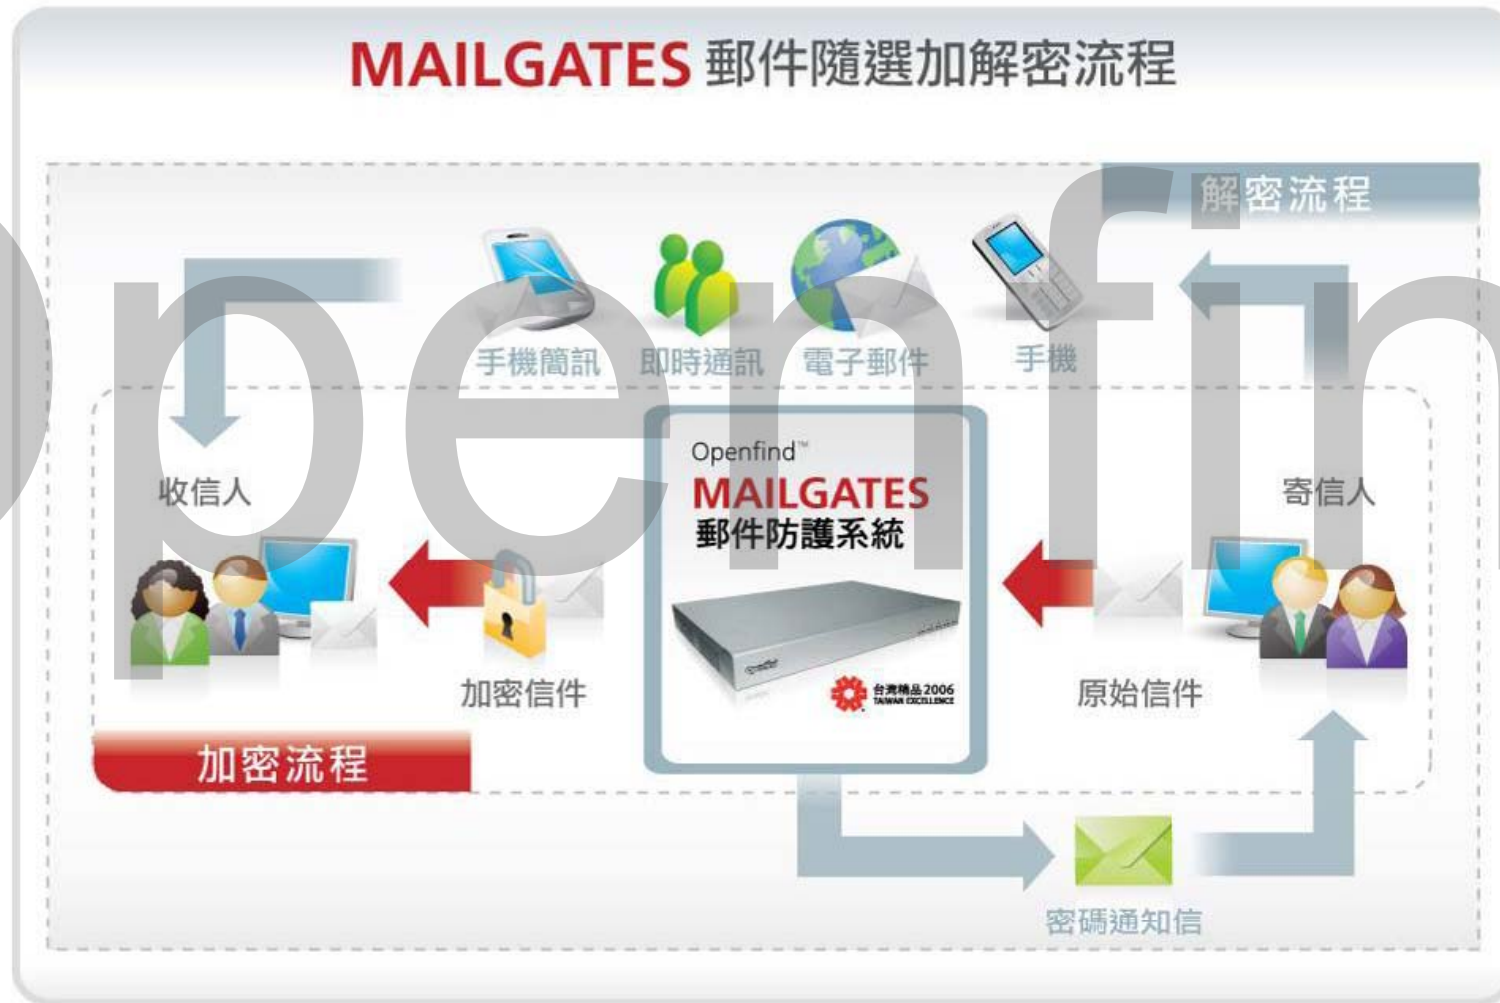 MAILGATES 郵件隨選加解密流程
解密流程
手機簡訊 即時通訊 電子郵件 手機
收信人
Openfind™
MAILGATES
郵件防護系統
寄信人
加密信件
台灣精品 2006
TAIWAN EXCELLENCE
原始信件
加密流程
密碼通知信
Openfin